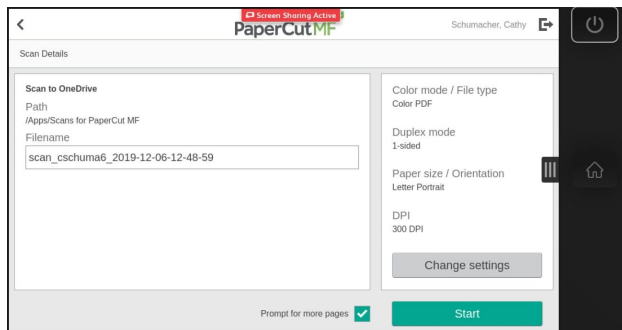 Screen Sharing Active
PaperCut MF
Schumacher, Cathy
Scan Details
Scan to OneDrive
Path
/Apps/Scans for PaperCut MF
Filename
scan_cschuma6_2019-12-06-12-48-59
Color mode / File type
Color PDF
Duplex mode
1-sided
Paper size / Orientation
Letter Portrait
DPI
300 DPI
Change settings
Prompt for more pages
Start